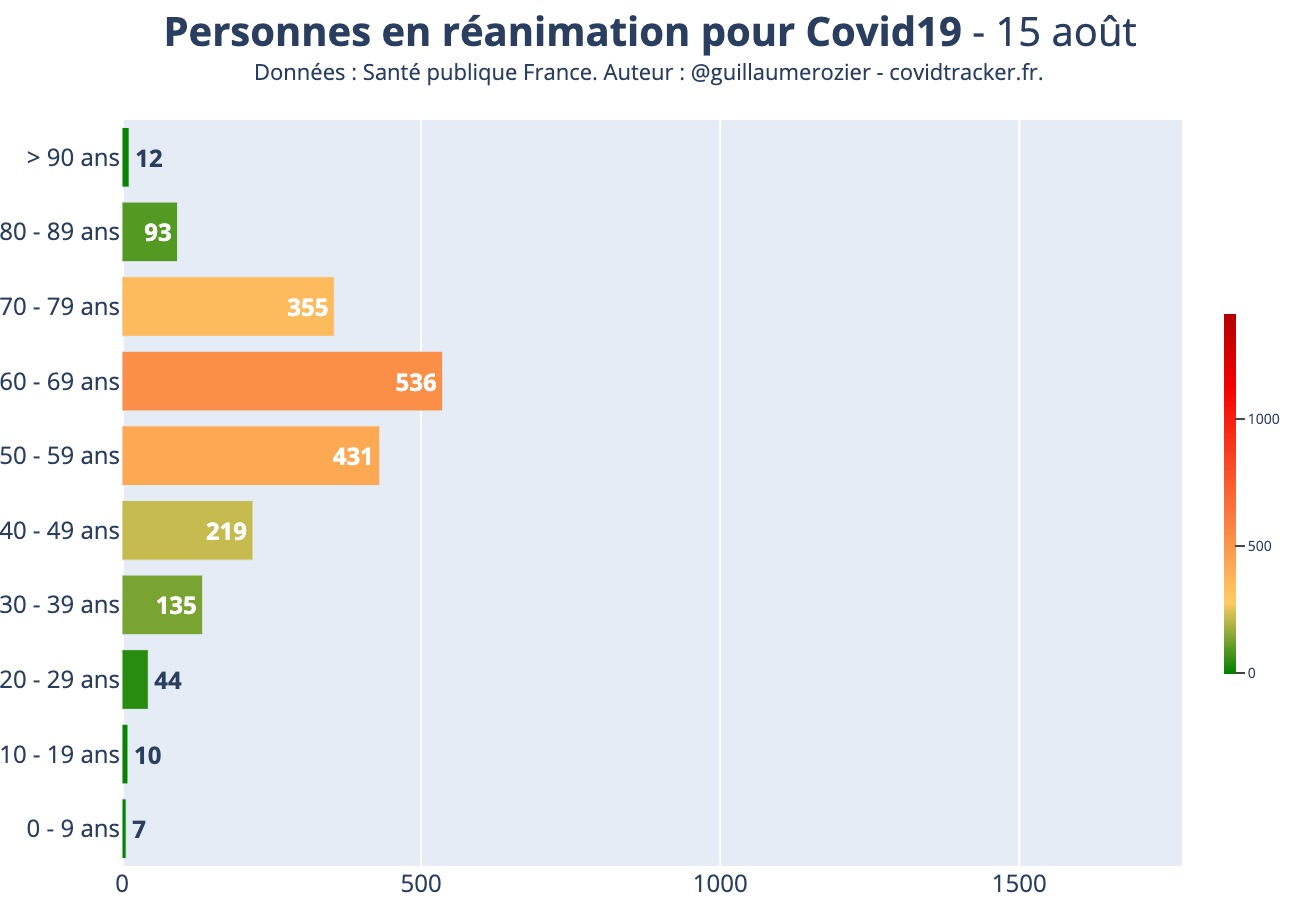 Personnes en réanimation pour Covid19 - 15 août
Données : Santé publique France. Auteur : @guillaumerozier - covidtracker.fr.
> 90 ans 12
80 - 89 ans 93
70 - 79 ans 355
60 - 69 ans 536
50 - 59 ans 431
40 - 49 ans 219
30 - 39 ans 135
20 - 29 ans 44
10 - 19 ans 10
0 - 9 ans 7
0 500 1000 1500
1000
500
0